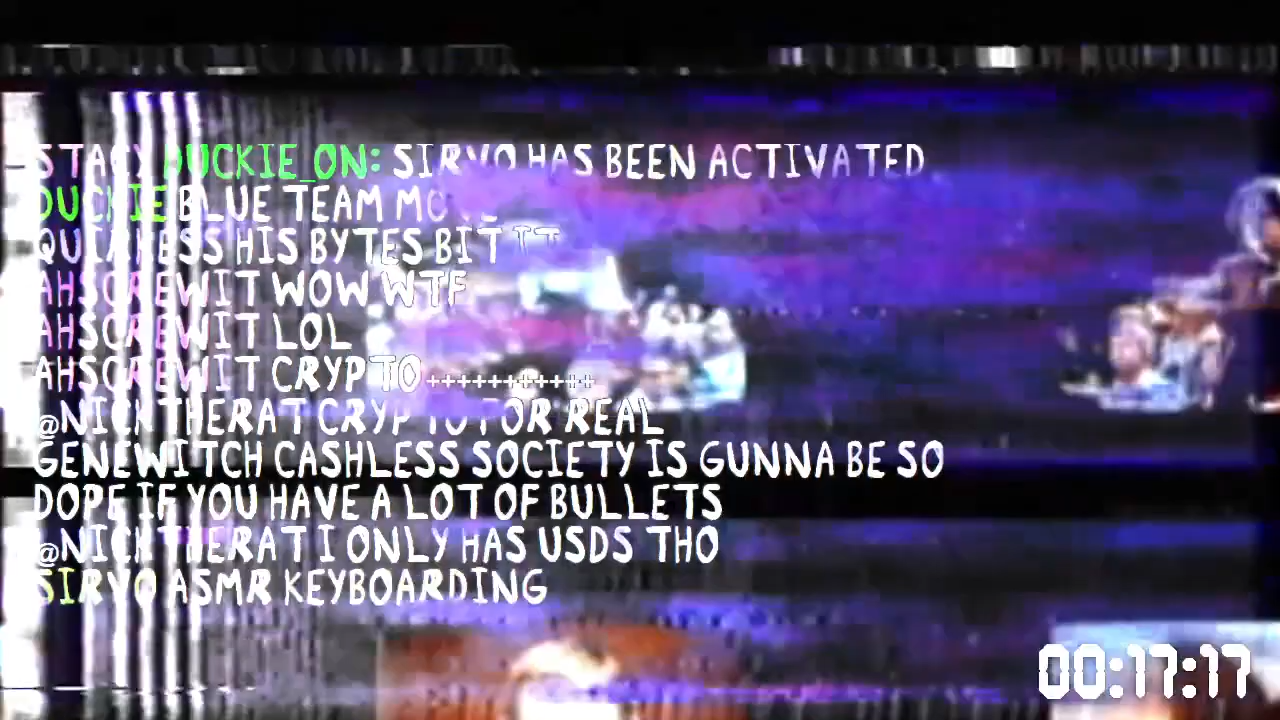 STACY DUCKIE_ON: SIRVO HAS BEEN ACTIVATED
DUCKIE BLUE TEAM
QUIAHESS HIS BYTES BIT IT
AHSCREWIT WOW WTF
AHSCREWIT LOL
AHSCREWIT CRYPTO +++++++++++
@NICKTHERAT CRYPTO FOR REAL
GENEWITCH CASHLESS SOCIETY IS GUNNA BE SO
DOPE IF YOU HAVE A LOT OF BULLETS
@NICKTHERAT I ONLY HAS USDS THO
SIRVO ASMR KEYBOARDING
00:17:17